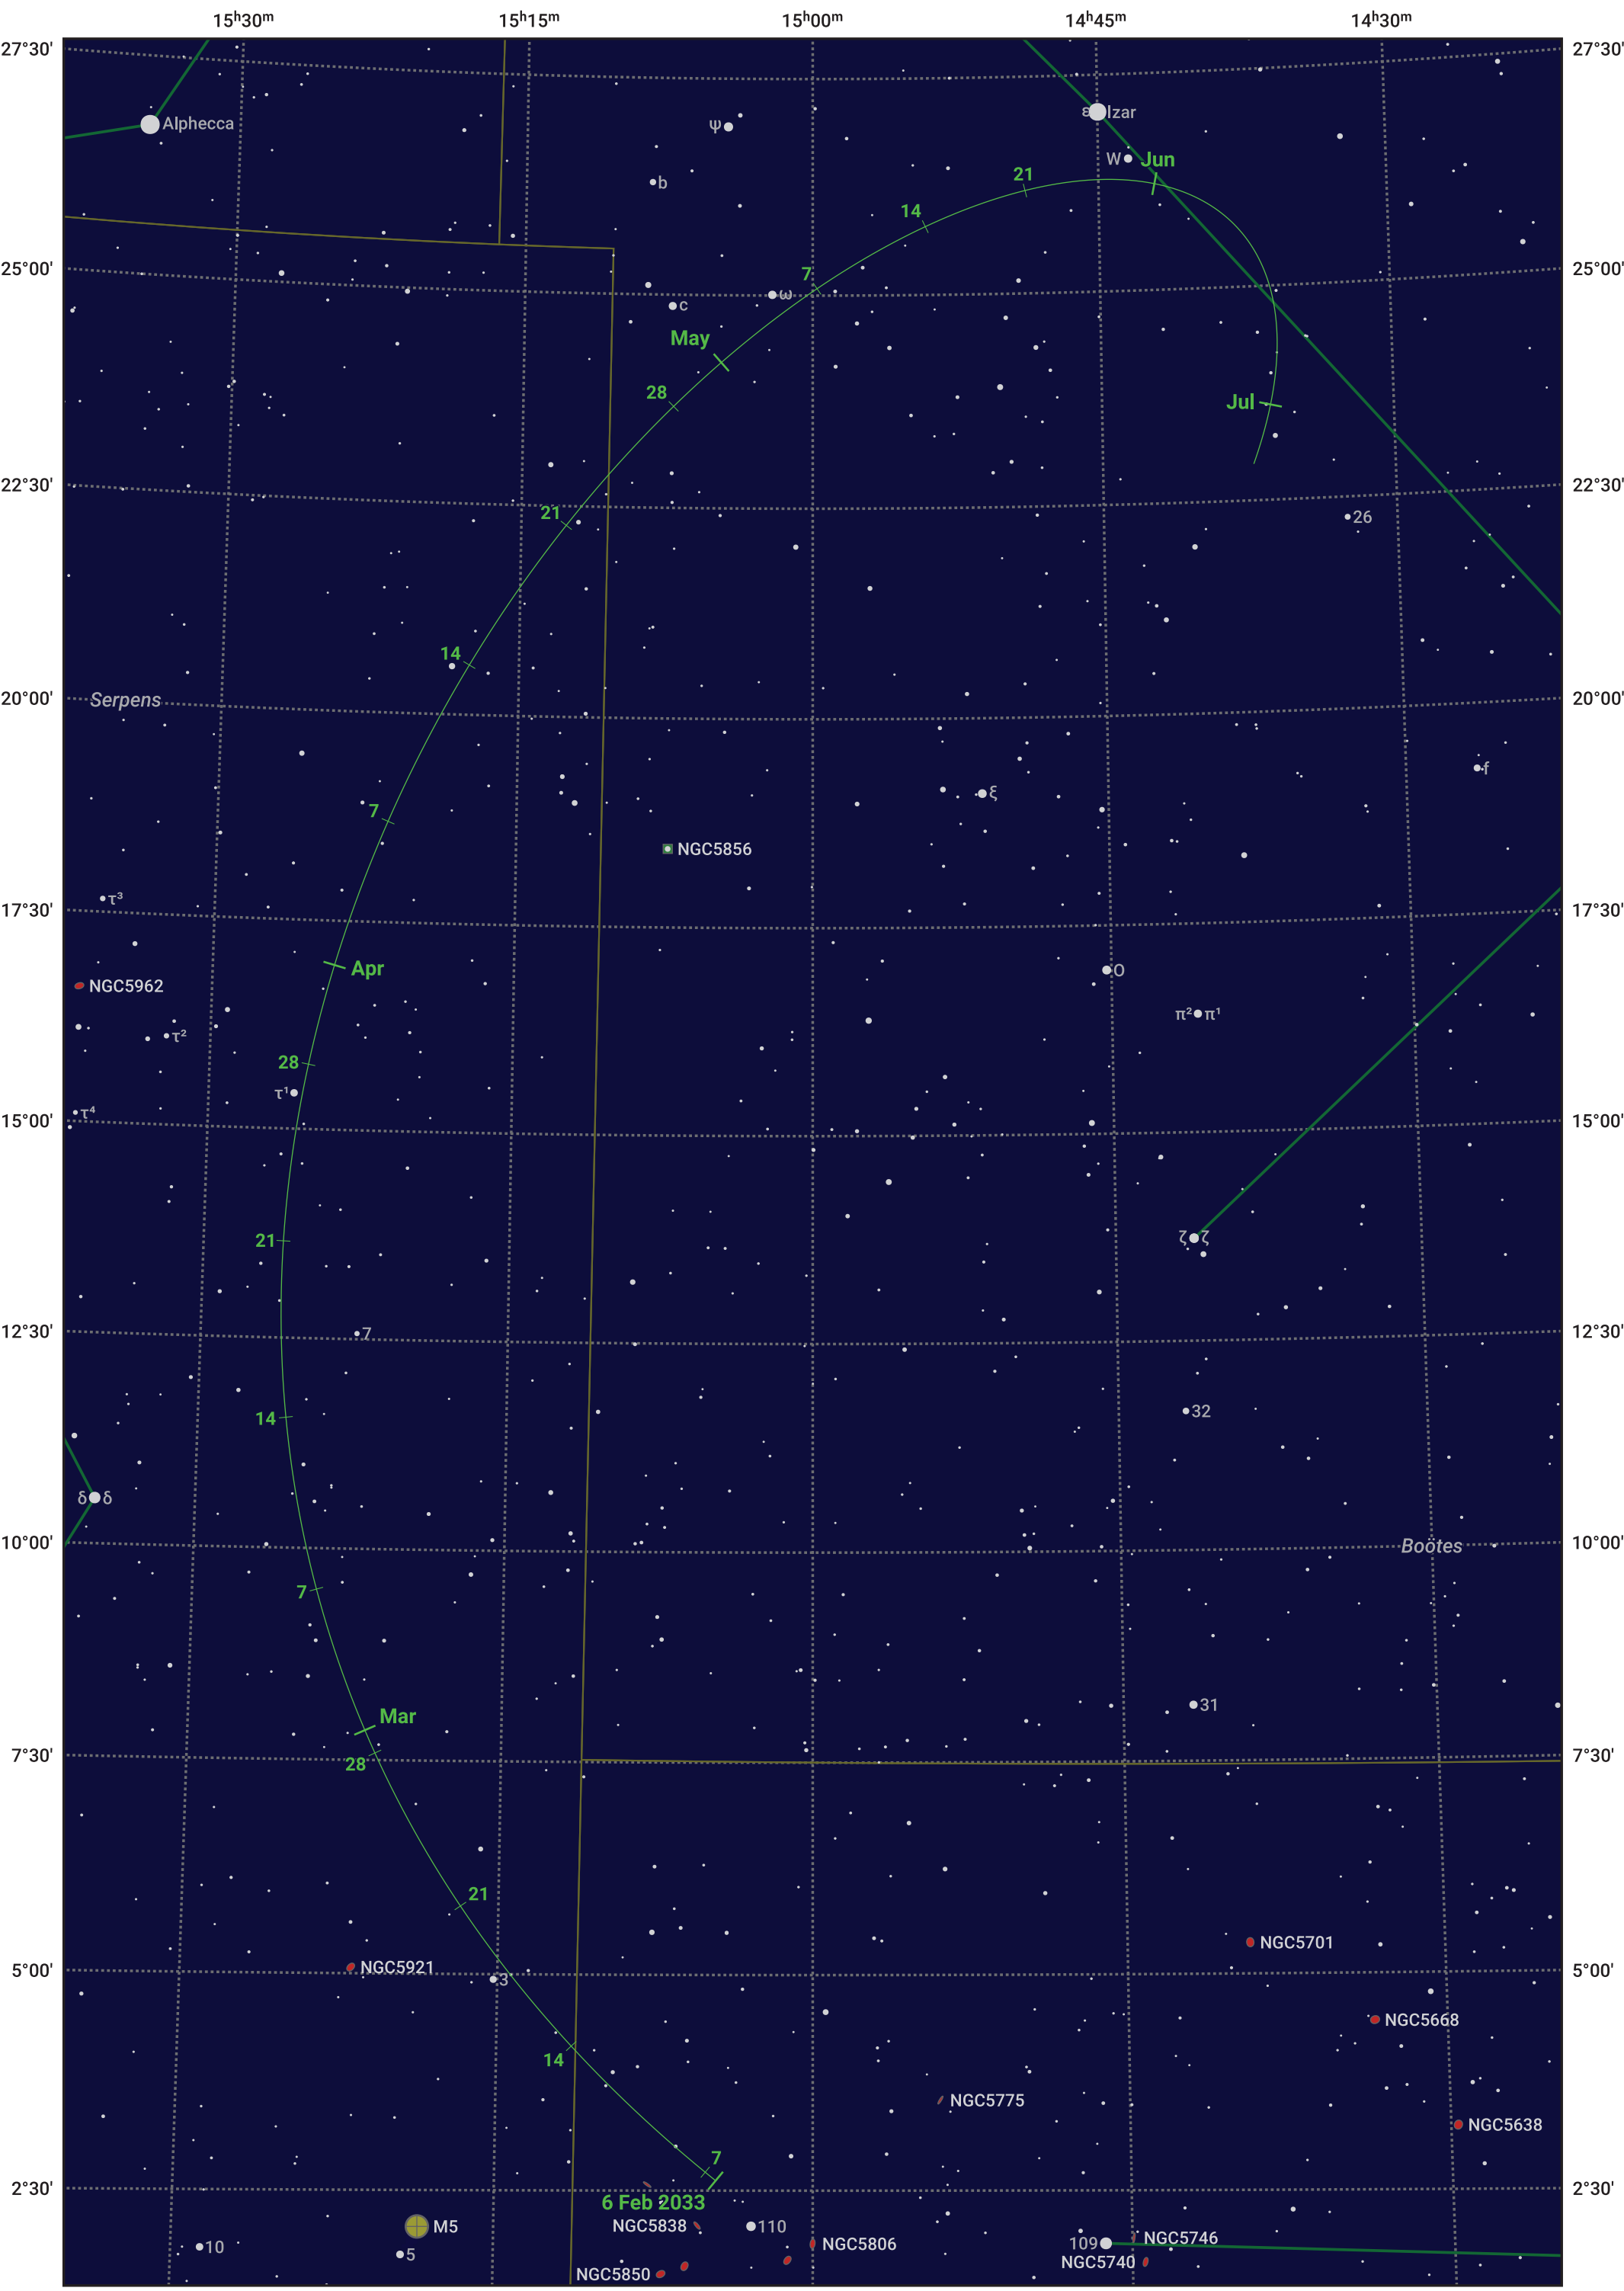 15h30m 15h15m 15h00m 14h45m 14h30m
27°30' 27°30'
Alphecca
ψ
ε Izar
W
Jun
b
21
14
25°00' 25°00'
7
ω
c
May
28
Jul
22°30' 22°30'
21
26
14
20°00' Serpens 20°00'
f
ξ
7
NGC5856
τ³
17°30' 17°30'
Apr
O
NGC5962
π² π¹
τ²
28
τ¹
15°00' τ⁴ 15°00'
21
ζ ζ
12°30' 7 12°30'
32
14
δ δ
10°00' Boötes 10°00'
7
31
Mar
7°30' 7°30'
28
21
NGC5701
5°00' NGC5921 5°00'
3
NGC5668
14
NGC5775
NGC5638
7
2°30' 2°30'
6 Feb 2033
M5 NGC5838 110
NGC5746
10 5 NGC5806 109
NGC5740
NGC5850